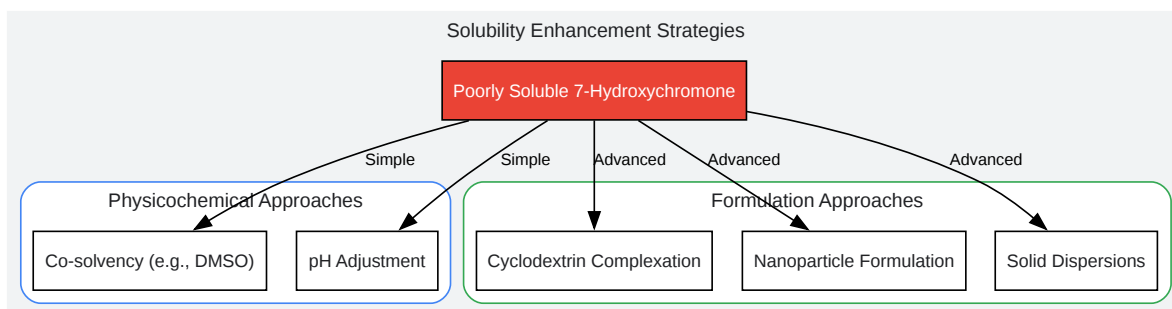 Solubility Enhancement Strategies
Poorly Soluble 7-Hydroxychromone
Simple
Simple
Advanced
Advanced
Advanced
Physicochemical Approaches
Formulation Approaches
Co-solvency (e.g., DMSO)
pH Adjustment
Cyclodextrin Complexation
Nanoparticle Formulation
Solid Dispersions